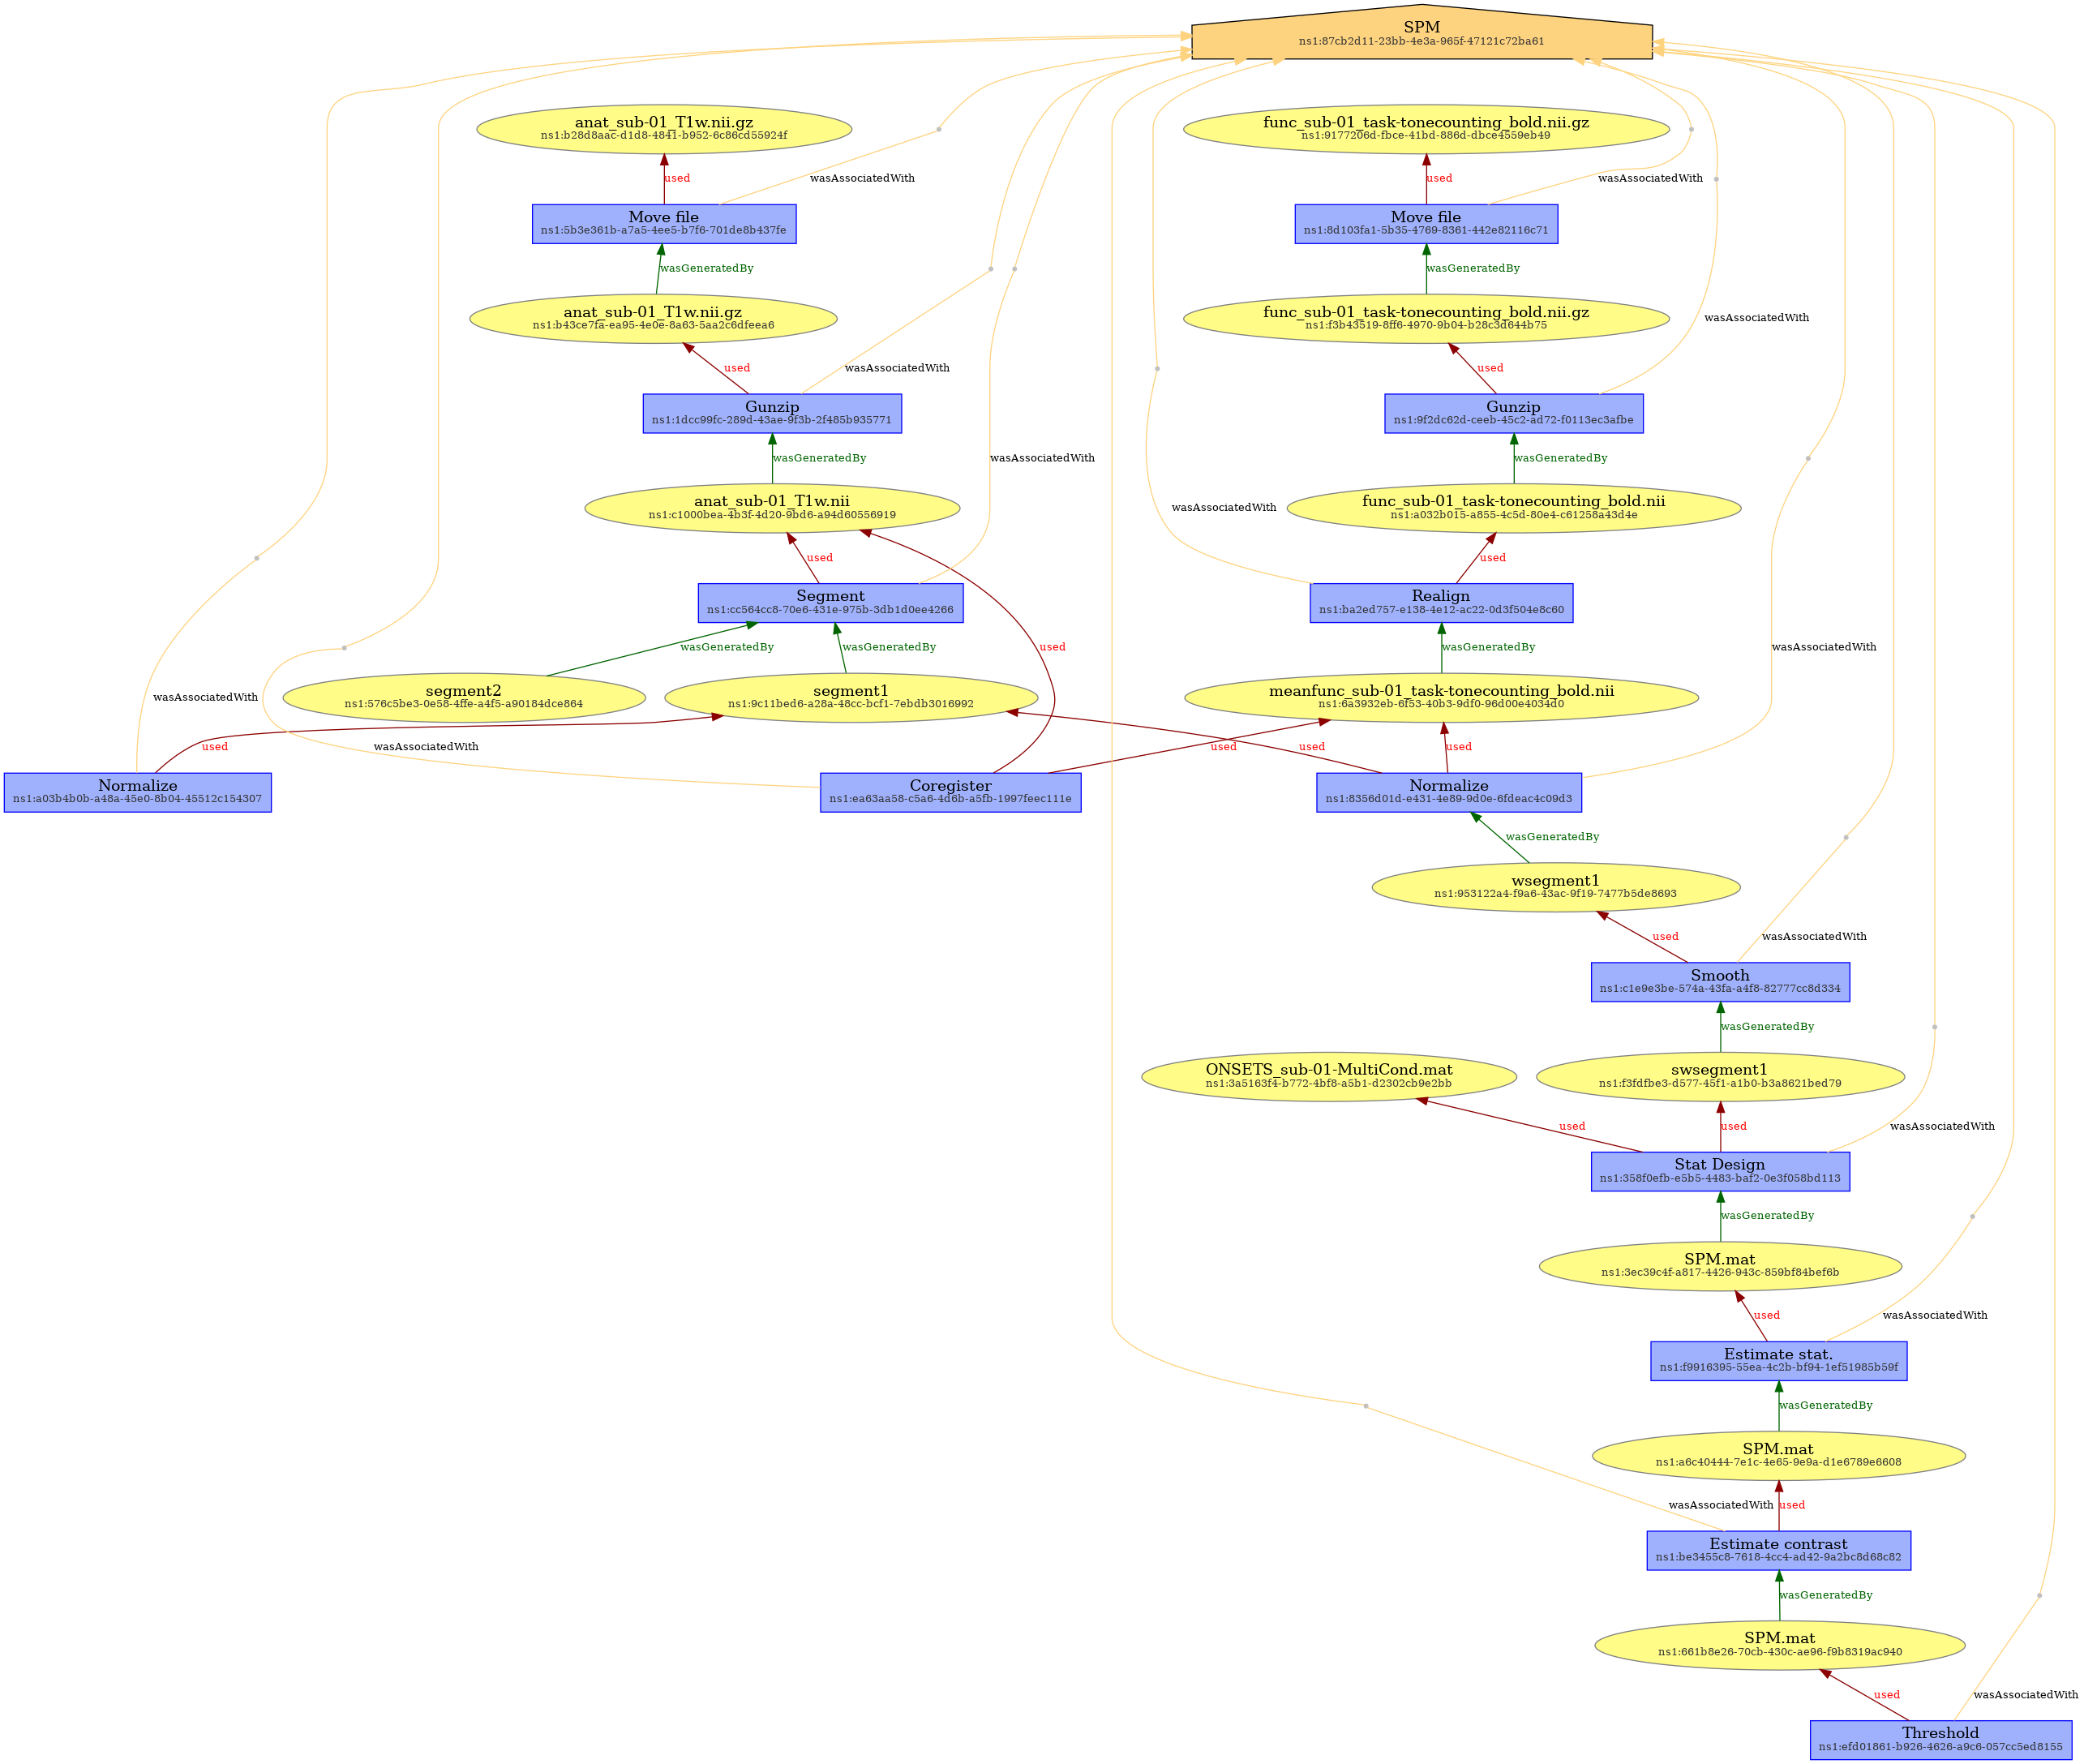 SPM
ns1:87cb2d11-23bb-4e3a-965f-47121c72ba61
anat_sub-01_T1w.nii.gz
ns1:b28d8aac-d1d8-4841-b952-6c86cd55924f
func_sub-01_task-tonecounting_bold.nii.gz
ns1:9177206d-fbce-41bd-886d-dbce4559eb49
used
wasAssociatedWith
used
wasAssociatedWith
Move file
ns1:5b3e361b-a7a5-4ee5-b7f6-701de8b437fe
Move file
ns1:8d103fa1-5b35-4769-8361-442e82116c71
wasGeneratedBy
wasGeneratedBy
anat_sub-01_T1w.nii.gz
ns1:b43ce7fa-ea95-4e0e-8a63-5aa2c6dfeea6
func_sub-01_task-tonecounting_bold.nii.gz
ns1:f3b43519-8ff6-4970-9b04-b28c3d644b75
wasAssociatedWith
used
wasAssociatedWith
used
Gunzip
ns1:1dcc99fc-289d-43ae-9f3b-2f485b935771
Gunzip
ns1:9f2dc62d-ceeb-45c2-ad72-f0113ec3afbe
wasGeneratedBy
wasAssociatedWith
wasGeneratedBy
anat_sub-01_T1w.nii
ns1:c1000bea-4b3f-4d20-9bd6-a94d60556919
wasAssociatedWith
func_sub-01_task-tonecounting_bold.nii
ns1:a032b015-a855-4c5d-80e4-c61258a43d4e
used
used
Segment
ns1:cc564cc8-70e6-431e-975b-3db1d0ee4266
Realign
ns1:ba2ed757-e138-4e12-ac22-0d3f504e8c60
wasGeneratedBy
wasGeneratedBy
used
wasGeneratedBy
wasAssociatedWith
wasAssociatedWith
segment2
ns1:576c5be3-0e58-4ffe-a4f5-a90184dce864
segment1
ns1:9c11bed6-a28a-48cc-bcf1-7ebdb3016992
meanfunc_sub-01_task-tonecounting_bold.nii
ns1:6a3932eb-6f53-40b3-9df0-96d00e4034d0
used
wasAssociatedWith
used
used
used
Normalize
ns1:a03b4b0b-a48a-45e0-8b04-45512c154307
Coregister
ns1:ea63aa58-c5a6-4d6b-a5fb-1997feec111e
Normalize
ns1:8356d01d-e431-4e89-9d0e-6fdeac4c09d3
wasGeneratedBy
wsegment1
ns1:953122a4-f9a6-43ac-9f19-7477b5de8693
used
wasAssociatedWith
Smooth
ns1:c1e9e3be-574a-43fa-a4f8-82777cc8d334
wasGeneratedBy
ONSETS_sub-01-MultiCond.mat
ns1:3a5163f4-b772-4bf8-a5b1-d2302cb9e2bb
swsegment1
ns1:f3fdfbe3-d577-45f1-a1b0-b3a8621bed79
used
used
wasAssociatedWith
Stat Design
ns1:358f0efb-e5b5-4483-baf2-0e3f058bd113
wasGeneratedBy
SPM.mat
ns1:3ec39c4f-a817-4426-943c-859bf84bef6b
used
wasAssociatedWith
Estimate stat.
ns1:f9916395-55ea-4c2b-bf94-1ef51985b59f
wasGeneratedBy
SPM.mat
ns1:a6c40444-7e1c-4e65-9e9a-d1e6789e6608
wasAssociatedWith
used
Estimate contrast
ns1:be3455c8-7618-4cc4-ad42-9a2bc8d68c82
wasGeneratedBy
SPM.mat
ns1:661b8e26-70cb-430c-ae96-f9b8319ac940
used
wasAssociatedWith
Threshold
ns1:efd01861-b926-4626-a9c6-057cc5ed8155